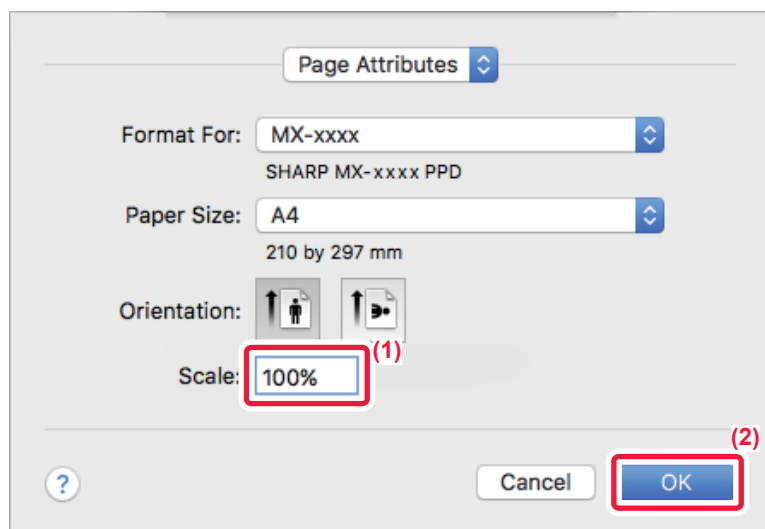 Page Attributes
Format For: MX-xxxx
SHARP MX-xxxx PPD
Paper Size: A4
210 by 297 mm
Orientation:
(1)
Scale: 100%
(2)
? Cancel OK